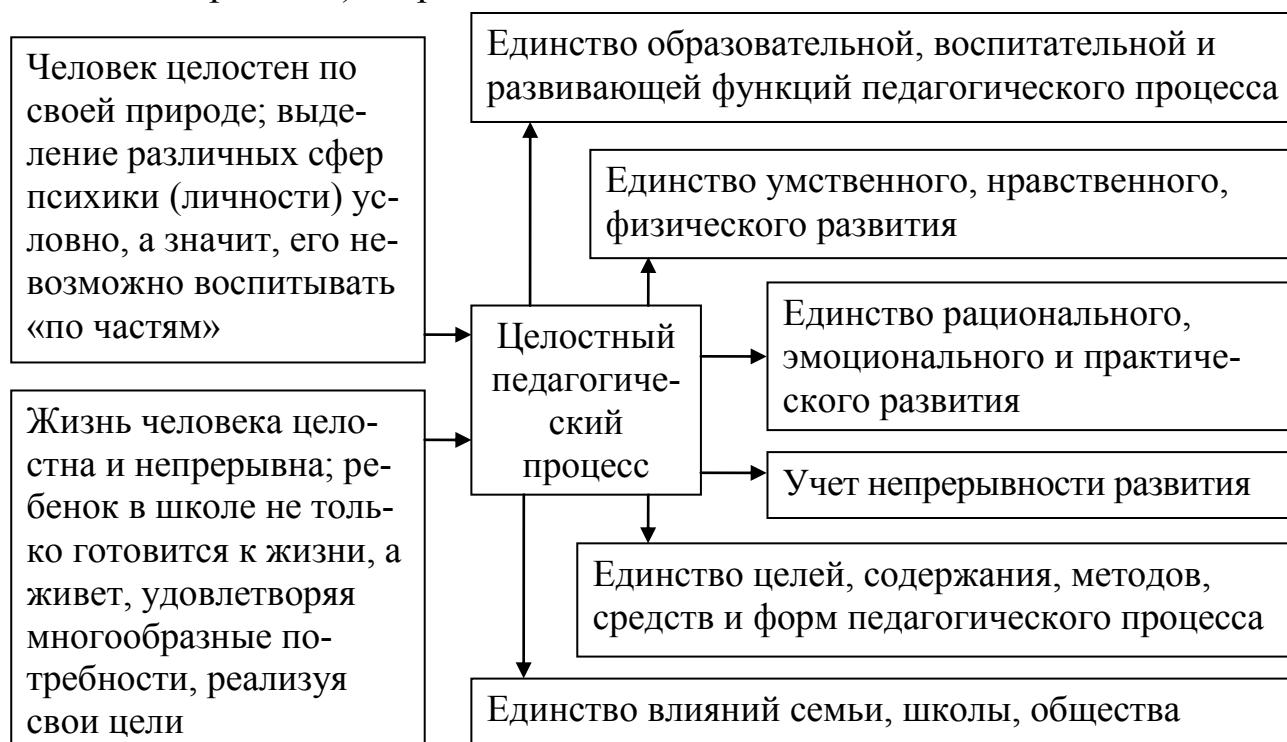 Человек целостен по
своей природе; выде-
ление различных сфер
психики (личности) ус-
ловно, а значит, его не-
возможно воспитывать
«по частям»
Жизнь человека цело-
стна и непрерывна; ре-
бенок в школе не толь-
ко готовится к жизни, а
живет, удовлетворяя
многообразные по-
требности, реализуя
свои цели
Целостный
педагогиче-
ский
процесс
Единство образовательной, воспитательной и
развивающей функций педагогического процесса
Единство умственного, нравственного,
физического развития
Единство рационального,
эмоционального и практиче-
ского развития
Учет непрерывности развития
Единство целей, содержания, методов,
средств и форм педагогического процесса
Единство влияний семьи, школы, общества